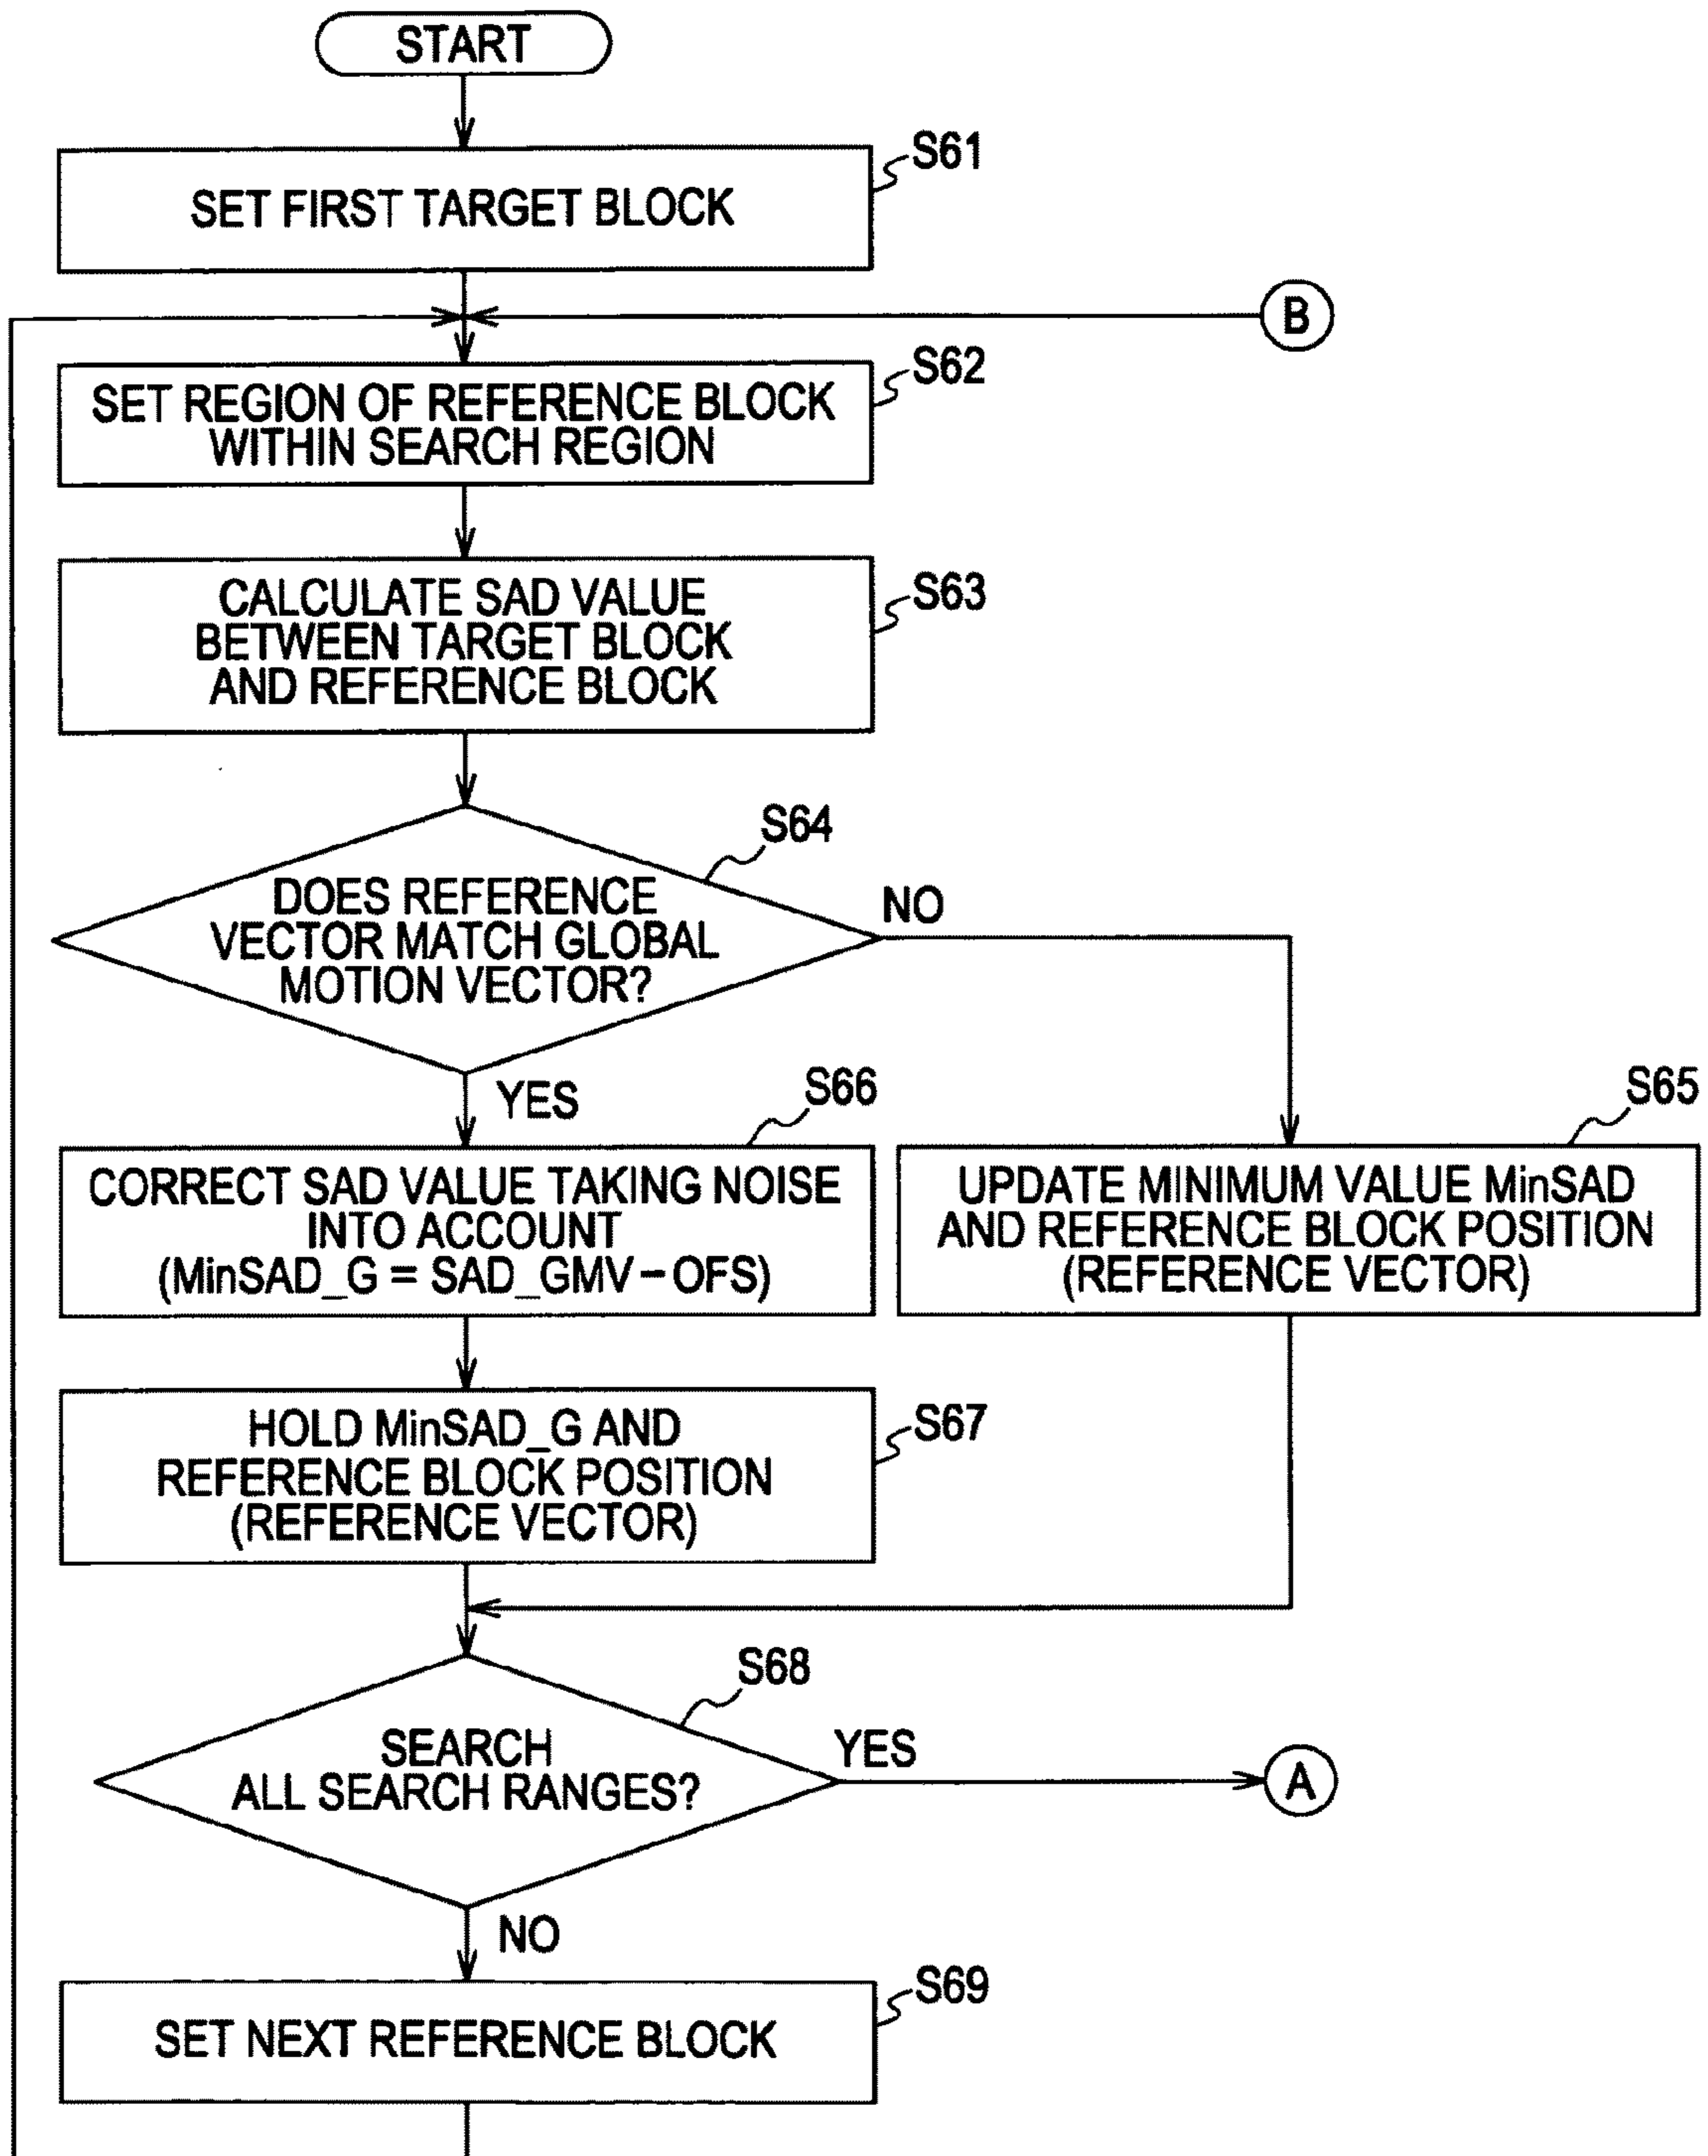 START
S61
SET FIRST TARGET BLOCK
B
S62
SET REGION OF REFERENCE BLOCK
WITHIN SEARCH REGION
S63
CALCULATE SAD VALUE
BETWEEN TARGET BLOCK
AND REFERENCE BLOCK
S64
DOES REFERENCE
VECTOR MATCH GLOBAL
MOTION VECTOR?
NO
YES
S66
CORRECT SAD VALUE TAKING NOISE
INTO ACCOUNT
(MinSAD_G = SAD_GMV – OFS)
S65
UPDATE MINIMUM VALUE MinSAD
AND REFERENCE BLOCK POSITION
(REFERENCE VECTOR)
S67
HOLD MinSAD_G AND
REFERENCE BLOCK POSITION
(REFERENCE VECTOR)
S68
SEARCH
ALL SEARCH RANGES?
YES
A
NO
S69
SET NEXT REFERENCE BLOCK